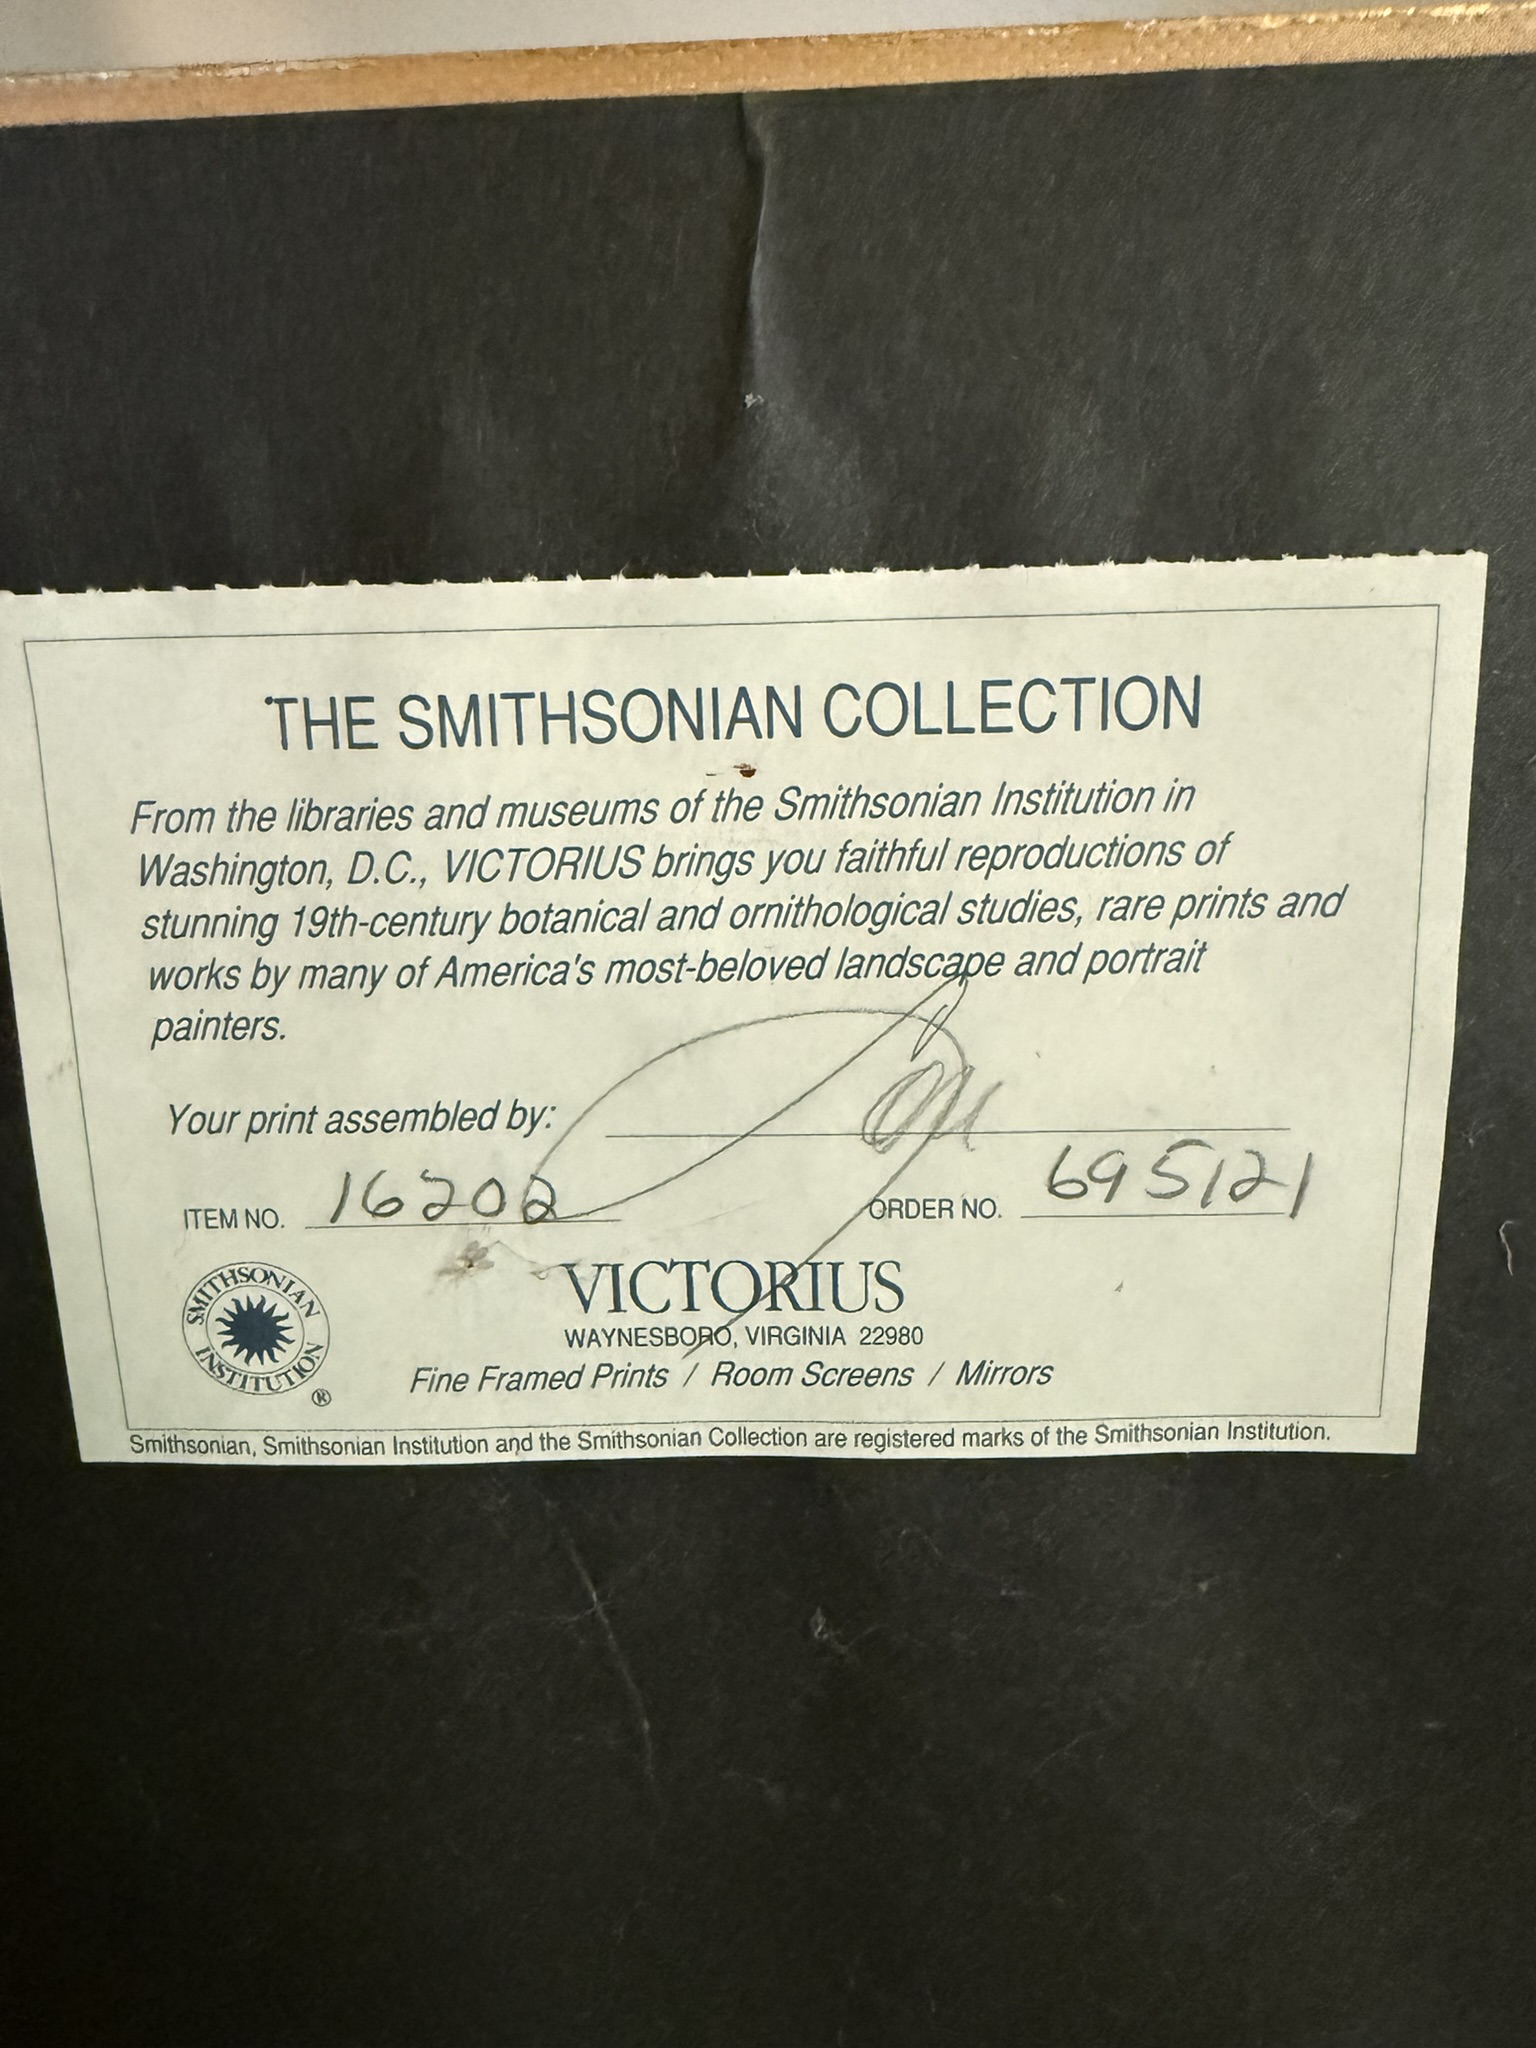 THE SMITHSONIAN COLLECTION
From the libraries and museums of the Smithsonian Institution in
Washington, D.C., VICTORIUS brings you faithful reproductions of
stunning 19th-century botanical and ornithological studies, rare prints and
works by many of America's most-beloved landscape and portrait
painters.
Your print assembled by:
ITEM NO. 16202 ORDER NO. 695121
SMITHSONIAN INSTITUTION ®
VICTORIUS
WAYNESBORO, VIRGINIA 22980
Fine Framed Prints / Room Screens / Mirrors
Smithsonian, Smithsonian Institution and the Smithsonian Collection are registered marks of the Smithsonian Institution.